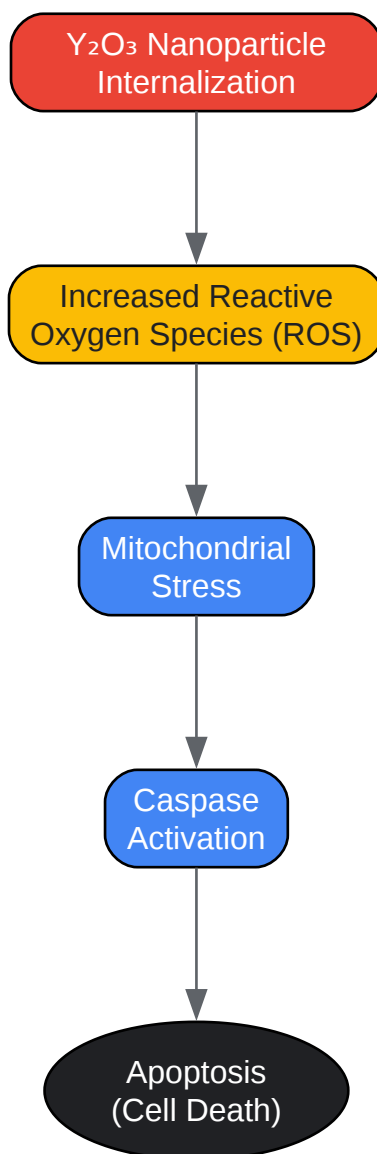 Y₂O₃ Nanoparticle
Internalization
Increased Reactive
Oxygen Species (ROS)
Mitochondrial
Stress
Caspase
Activation
Apoptosis
(Cell Death)